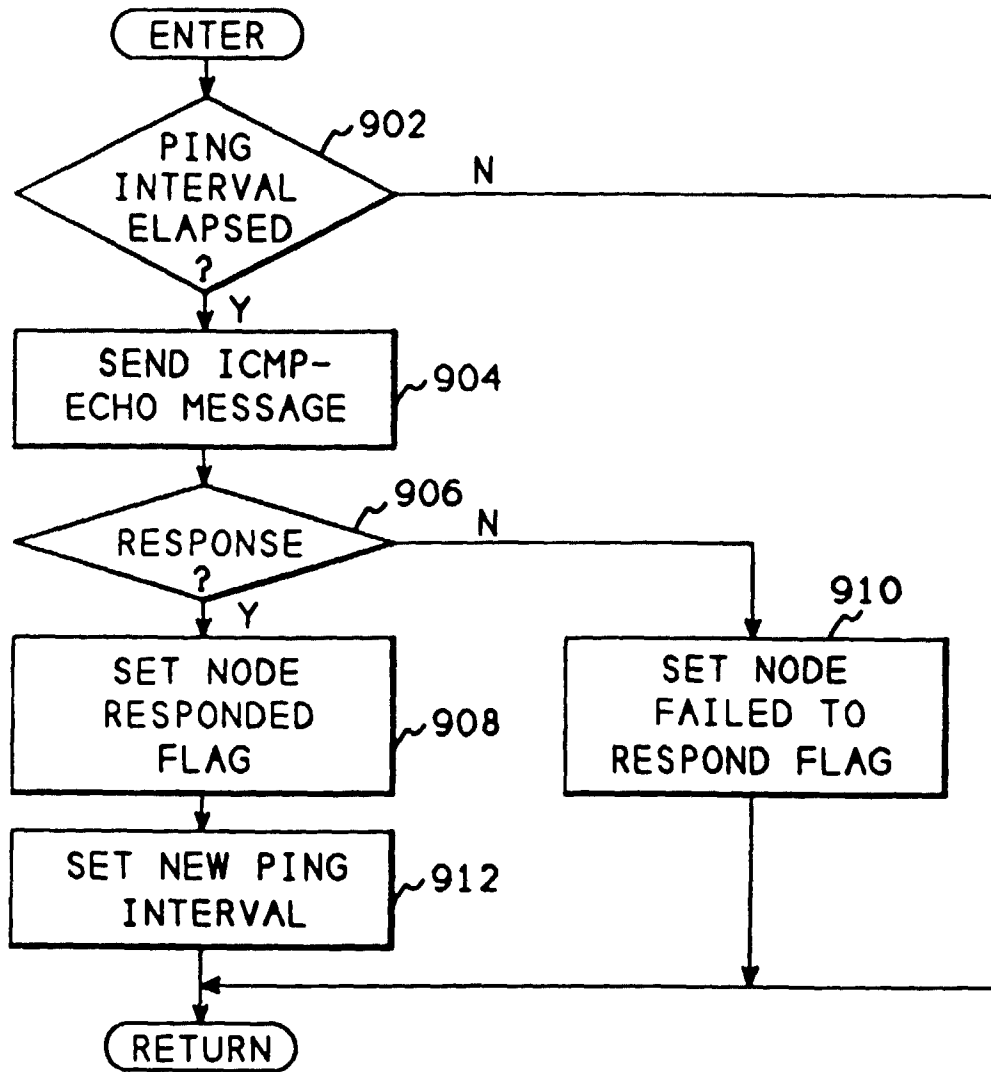 ENTER
902
PING
INTERVAL
ELAPSED
?
N
Y
SEND ICMP-
ECHO MESSAGE
904
906
RESPONSE
?
N
Y
910
SET NODE
RESPONDED
FLAG
908
SET NODE
FAILED TO
RESPOND FLAG
SET NEW PING
INTERVAL
912
RETURN